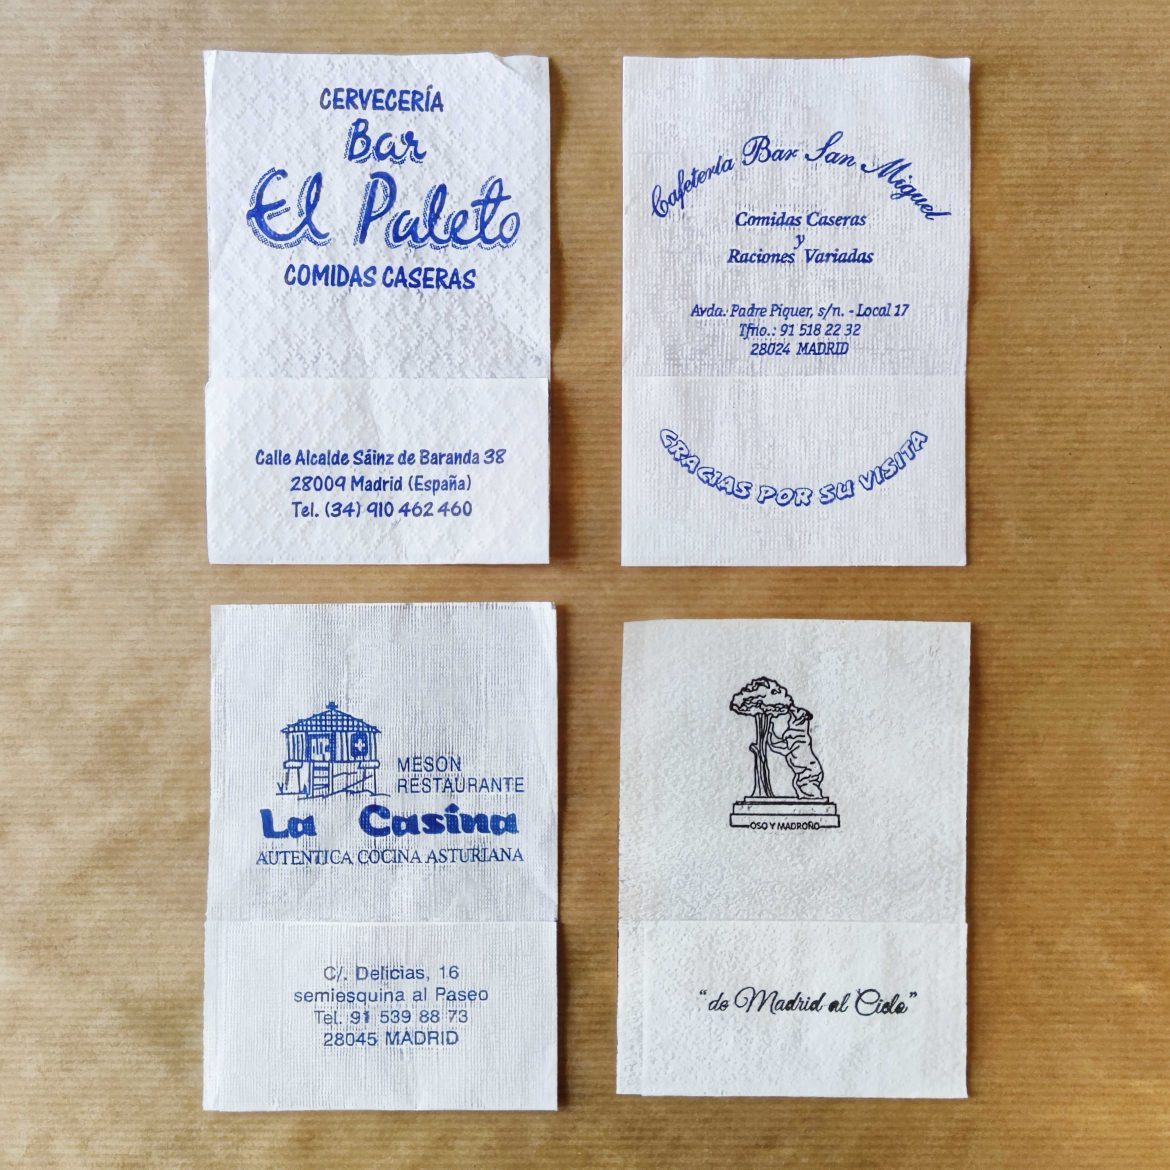 CERVECERÍA
Bar
El Paleto
COMIDAS CASERAS
Calle Alcalde Sáinz de Baranda 38
28009 Madrid (España)
Tel. (34) 910 462 460
Cafetería Bar San Miguel
Comidas Caseras
y
Raciones Variadas
Avda. Padre Piquer, s/n. - Local 17
Tfno.: 91 518 22 32
28024 MADRID
GRACIAS POR SU VISITA
MESON
RESTAURANTE
La Casina
AUTENTICA COCINA ASTURIANA
C/. Delicias, 16
semiesquina al Paseo
Tel. 91 539 88 73
28045 MADRID
OSO Y MADROÑO
"de Madrid al Cielo"